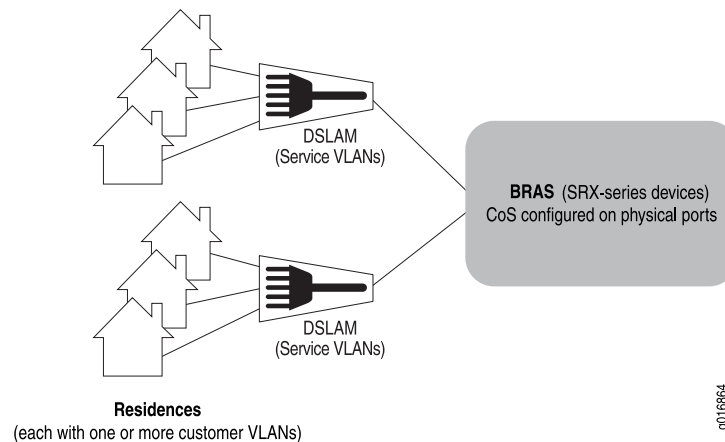 DSLAM
(Service VLANs)
BRAS (SRX-series devices)
CoS configured on physical ports
DSLAM
(Service VLANs)
Residences
(each with one or more customer VLANs)
g016864